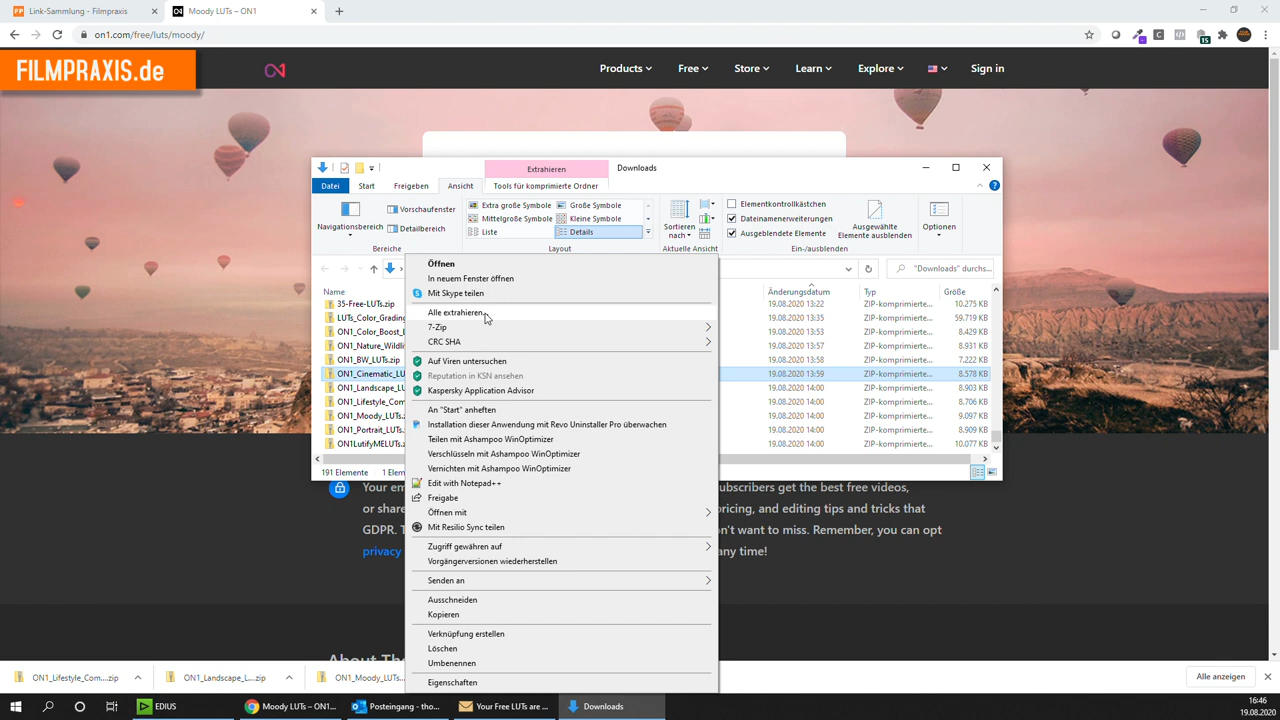 Link-Sammlung - Filmpraxis
Moody LUTs – ON1
on1.com/free/luts/moody/
15
FILMPRAXIS.de
Products
Free
Store
Learn
Explore
Sign in
Extrahieren
Downloads
Datei
Start
Freigeben
Ansicht
Tools für komprimierte Ordner
Navigationsbereich
Vorschaufenster
Detailbereich
Bereiche
Extra große Symbole
Große Symbole
Mittelgroße Symbole
Kleine Symbole
Liste
Details
Layout
Sortieren nach
Aktuelle Ansicht
Elementkontrollkästchen
Dateinamenerweiterungen
Ausgeblendete Elemente
Ausgewählte
Elemente ausblenden
Ein-/ausblenden
Optionen
"Downloads" durchs...
Name
Änderungsdatum
Typ
Größe
35-Free-LUTs.zip
19.08.2020 13:22 ZIP-komprimierte... 10.275 KB
LUTs_Color_Grading
19.08.2020 13:35 ZIP-komprimierte... 59.719 KB
ON1_Color_Boost_L
19.08.2020 13:53 ZIP-komprimierte... 8.429 KB
ON1_Nature_Wildli
19.08.2020 13:57 ZIP-komprimierte... 8.931 KB
ON1_BW_LUTs.zip
19.08.2020 13:58 ZIP-komprimierte... 7.222 KB
ON1_Cinematic_LU
19.08.2020 13:59 ZIP-komprimierte... 8.578 KB
ON1_Landscape_LU
19.08.2020 14:00 ZIP-komprimierte... 8.903 KB
ON1_Lifestyle_Com
19.08.2020 14:00 ZIP-komprimierte... 8.706 KB
ON1_Moody_LUTs.z
19.08.2020 14:00 ZIP-komprimierte... 9.097 KB
ON1_Portrait_LUTs
19.08.2020 14:00 ZIP-komprimierte... 8.909 KB
ON1LutifyMELUTs.z
19.08.2020 14:00 ZIP-komprimierte... 10.077 KB
191 Elemente
1 Elem
Öffnen
In neuem Fenster öffnen
Mit Skype teilen
Alle extrahieren...
7-Zip
CRC SHA
Auf Viren untersuchen
Reputation in KSN ansehen
Kaspersky Application Advisor
An "Start" anheften
Installation dieser Anwendung mit Revo Uninstaller Pro überwachen
Teilen mit Ashampoo WinOptimizer
Verschlüsseln mit Ashampoo WinOptimizer
Vernichten mit Ashampoo WinOptimizer
Edit with Notepad++
Freigabe
Öffnen mit
Mit Resilio Sync teilen
Zugriff gewähren auf
Vorgängerversionen wiederherstellen
Senden an
Ausschneiden
Kopieren
Verknüpfung erstellen
Löschen
Umbenennen
Eigenschaften
Your em
ubscribers get the best free videos,
or share
pricing, and editing tips and tricks that
GDPR. T
on't want to miss. Remember, you can opt
privacy
any time!
About Th
ON1_Lifestyle_Com....zip
ON1_Landscape_L....zip
ON1_Moody_LUTs.
Alle anzeigen
EDIUS
Moody LUTs – ON1...
Posteingang - tho...
Your Free LUTs are ...
Downloads
16:46
19.08.2020